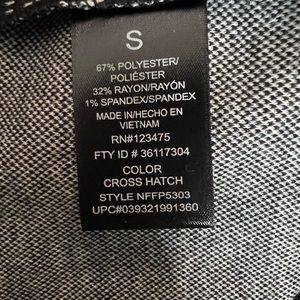 S
67% POLYESTER/
POLIÉSTER
32% RAYON/RAYÓN
1% SPANDEX/SPANDEX
MADE IN/HECHO EN
VIETNAM
RN#123475
FTY ID # 36117304
COLOR
CROSS HATCH
STYLE NFFP5303
UPC#039321991360